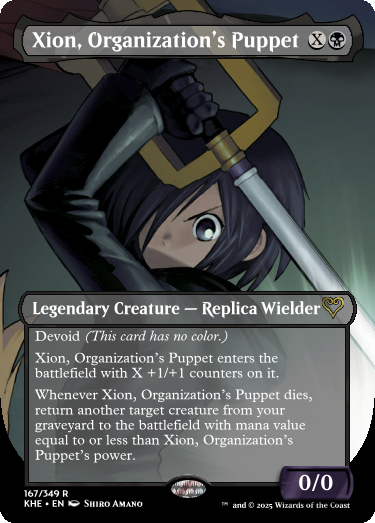 Xion, Organization's Puppet X
Legendary Creature — Replica Wielder
Devoid (This card has no color.)
Xion, Organization's Puppet enters the
battlefield with X +1/+1 counters on it.
Whenever Xion, Organization's Puppet dies,
return another target creature from your
graveyard to the battlefield with mana value
equal to or less than Xion, Organization's
Puppet's power.
0/0
167/349 R
KHE • EN Shiro Amano
™ and © 2025 Wizards of the Coast